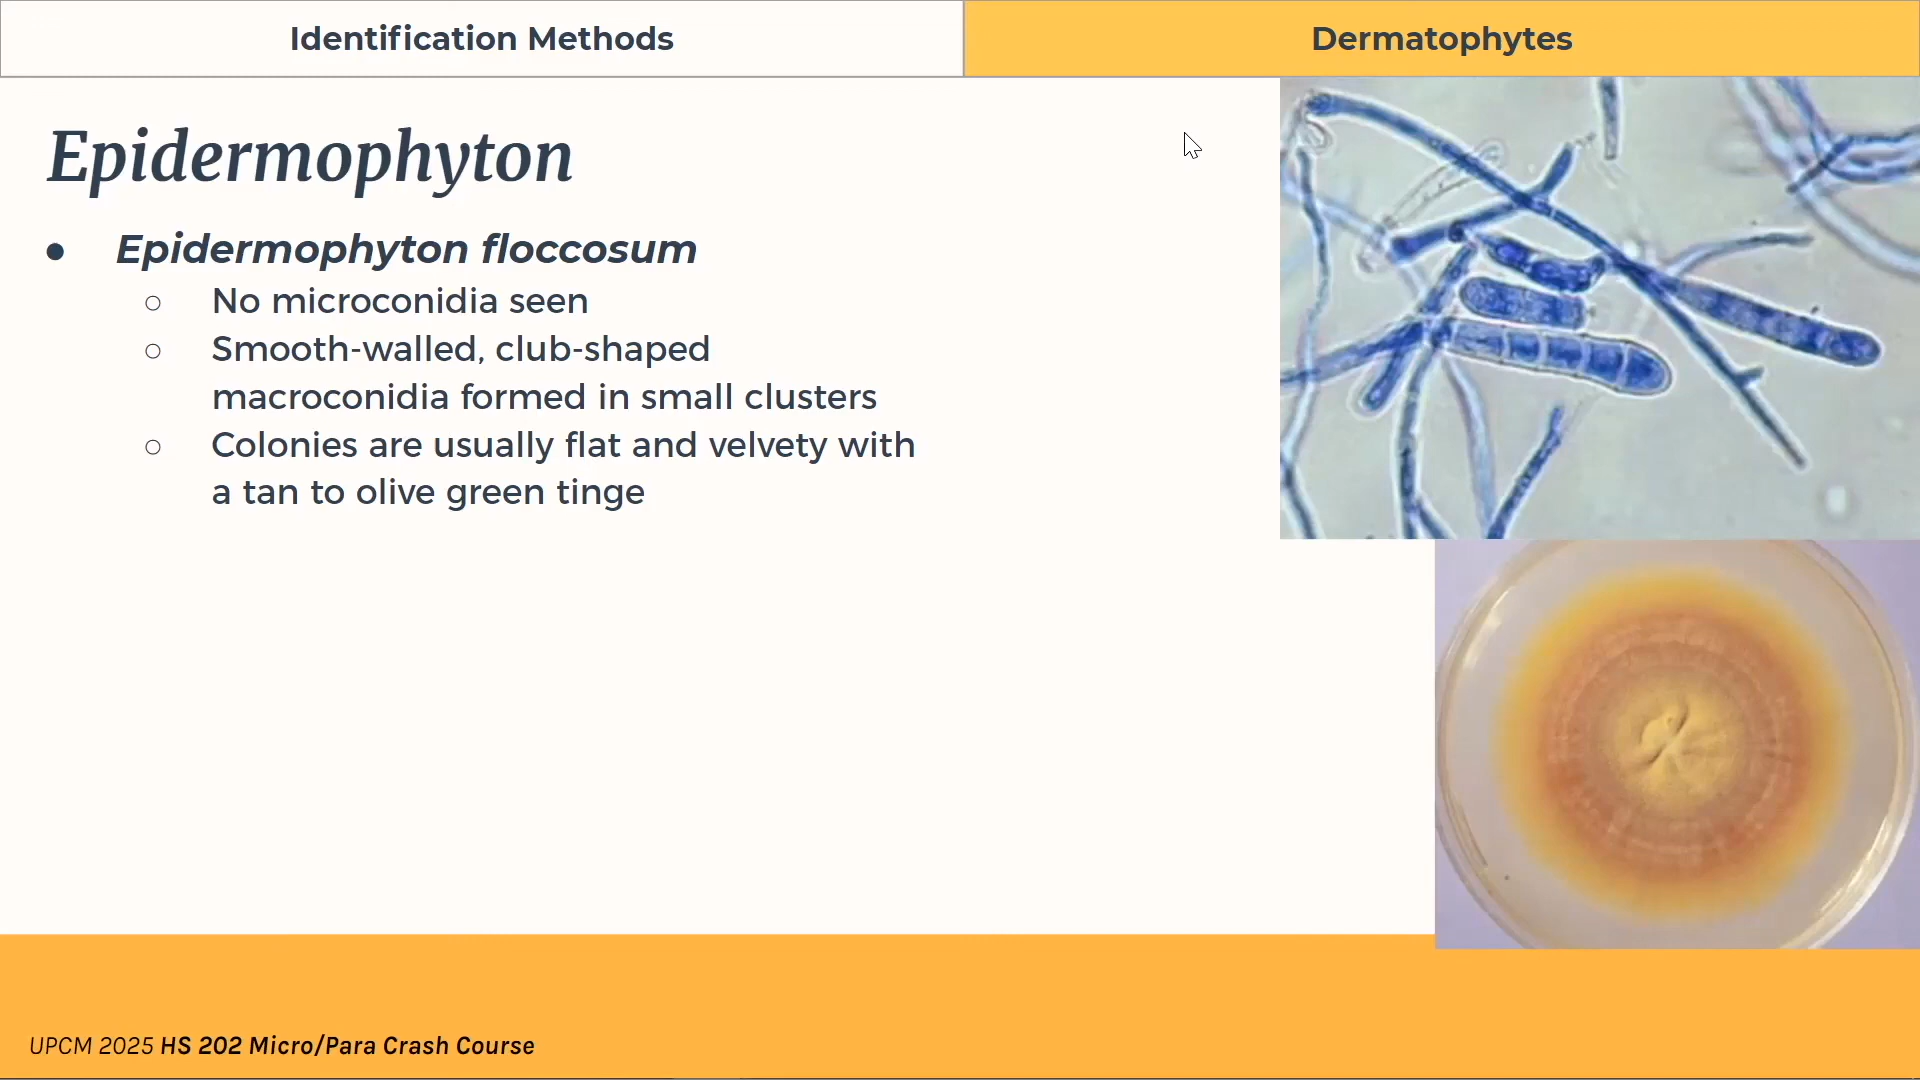 Identification Methods
Dermatophytes
Epidermophyton
● Epidermophyton floccosum
○ No microconidia seen
○ Smooth-walled, club-shaped
macroconidia formed in small clusters
○ Colonies are usually flat and velvety with
a tan to olive green tinge
UPCM 2025 HS 202 Micro/Para Crash Course